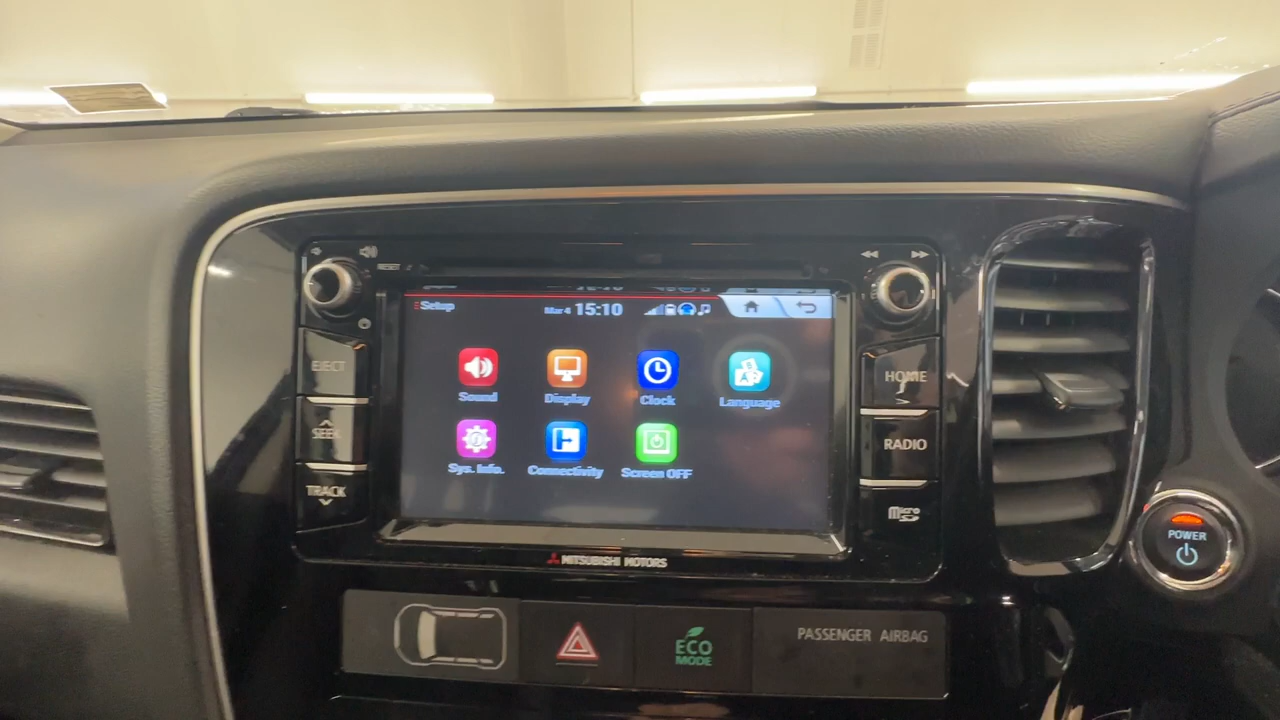 RESET
Setup
Mar 4 15:10
EJECT
SEEK
TRACK
Sound
Display
Clock
Language
Sys. Info.
Connectivity
Screen OFF
HOME
RADIO
micro
MITSUBISHI MOTORS
POWER
ECO
MODE
PASSENGER AIRBAG